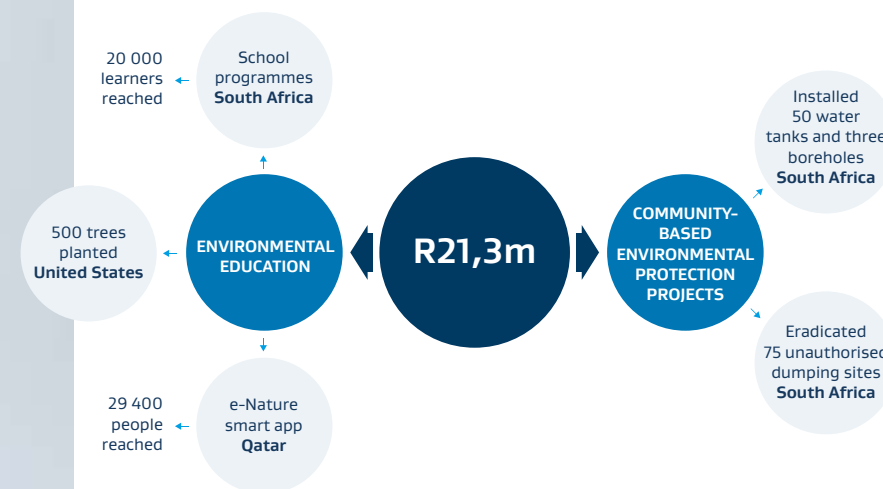 20 000
learners
reached
School
programmes
South Africa
500 trees
planted
United States
ENVIRONMENTAL
EDUCATION
29 400
people
reached
e-Nature
smart app
Qatar
R21,3m
COMMUNITY-
BASED
ENVIRONMENTAL
PROTECTION
PROJECTS
Installed
50 water
tanks and three
boreholes
South Africa
Eradicated
75 unauthorised
dumping sites
South Africa